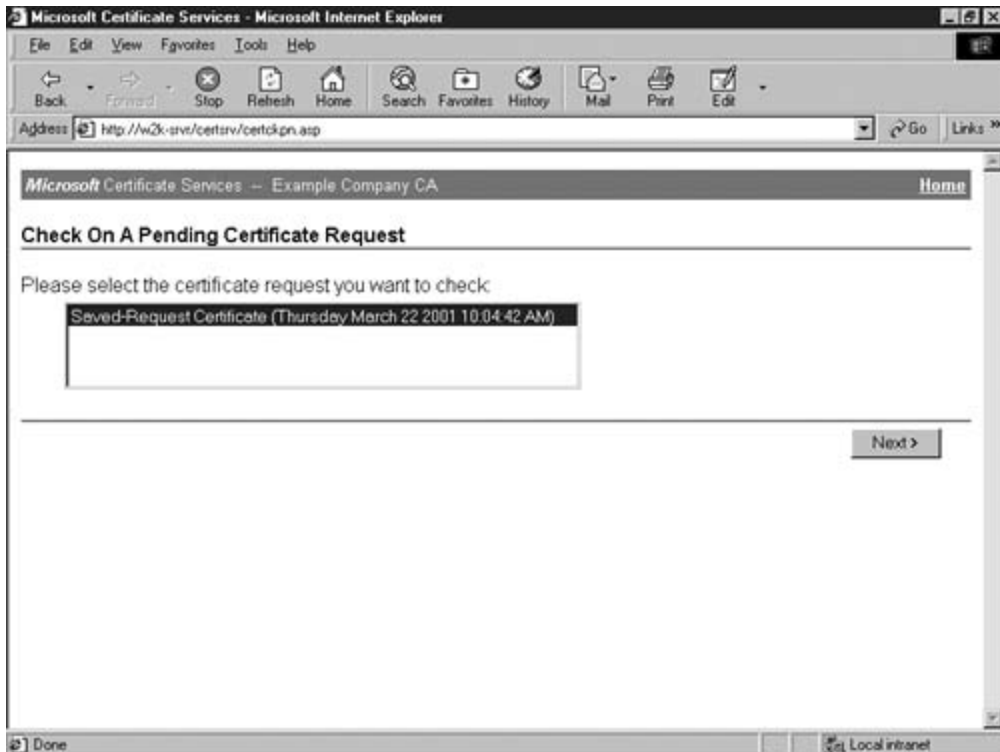 Microsoft Certificate Services - Microsoft Internet Explorer
File Edit View Favorites Tools Help
Back Forward Stop Refresh Home Search Favorites History Mail Print Edit
Address http://w2k-srvr/certsrv/certckpn.asp Go Links »
Microsoft Certificate Services -- Example Company CA Home
Check On A Pending Certificate Request
Please select the certificate request you want to check:
Saved-Request Certificate (Thursday March 22 2001 10:04:42 AM)
Next >
Done Local intranet